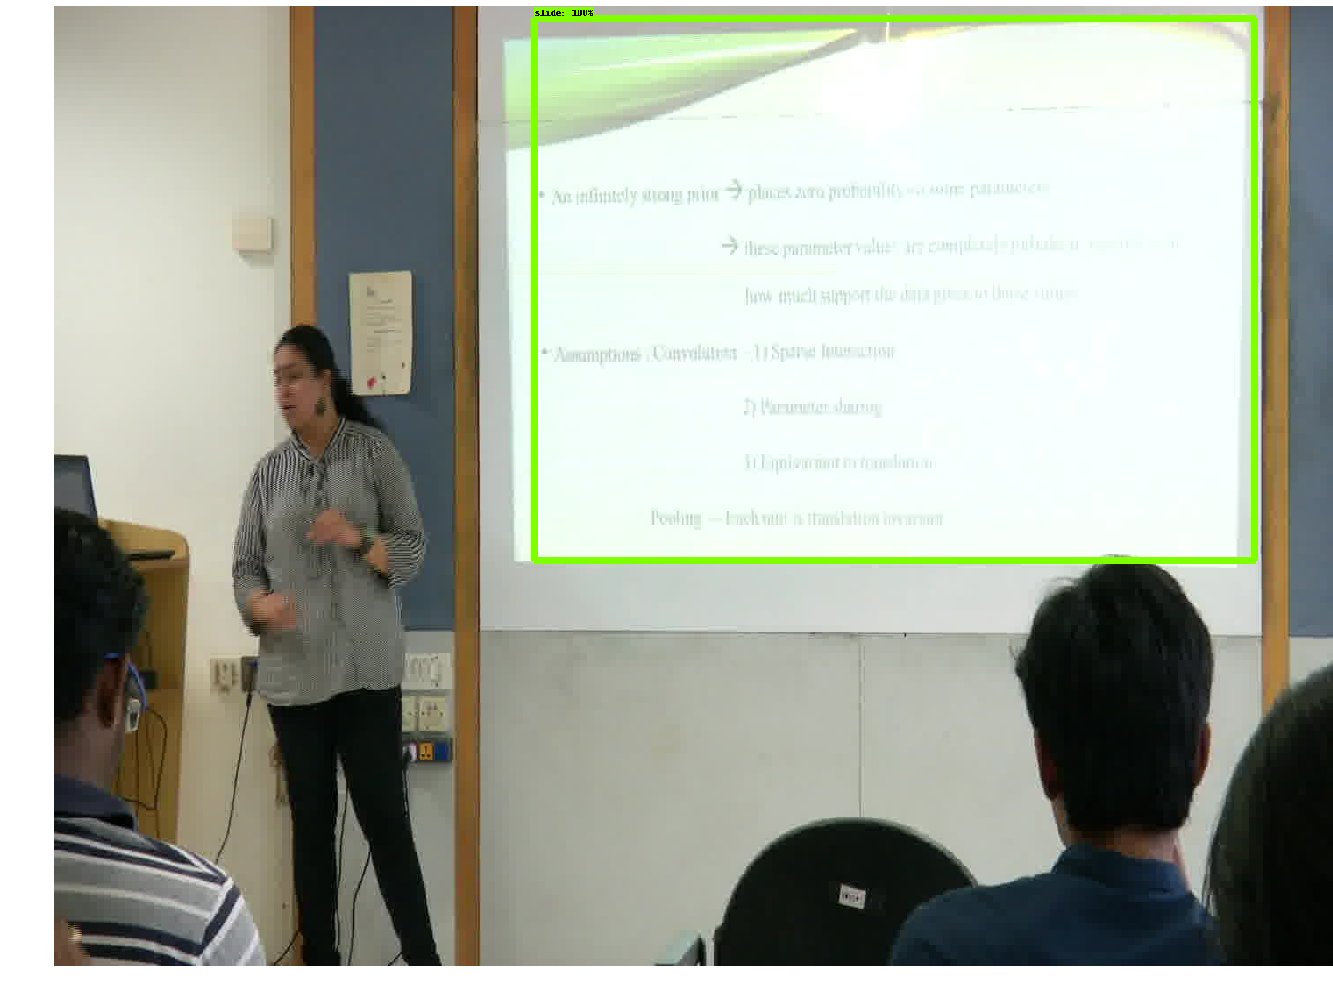 slide: 100%
• An infinitely strong prior → places zero probability on some parameters
→ these parameter values are completely
how much support the data gives to those values
• Assumptions : Convolution - 1) Sparse Interaction
2) Parameter sharing
3) Equivariant to translation
Pooling – Each unit is translation invariant